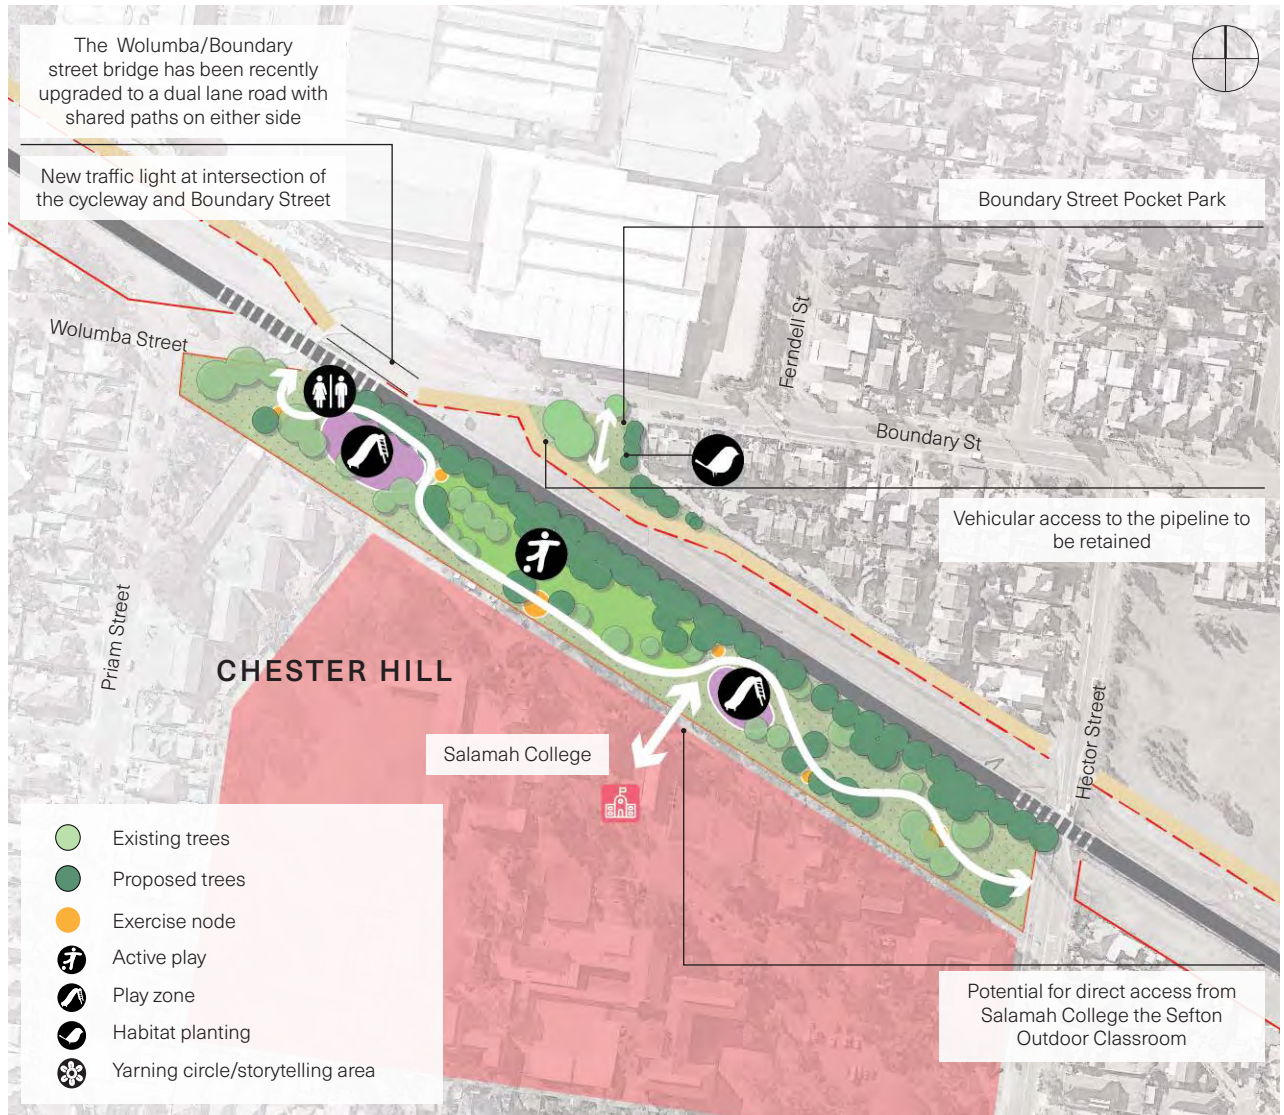 The Wolumba/Boundary
street bridge has been recently
upgraded to a dual lane road with
shared paths on either side
New traffic light at intersection of
the cycleway and Boundary Street
Boundary Street Pocket Park
Wolumba Street
Ferndell St
Boundary St
Vehicular access to the pipeline to
be retained
Priam Street
CHESTER HILL
Hector Street
Salamah College
Existing trees
Proposed trees
Exercise node
Active play
Play zone
Habitat planting
Yarning circle/storytelling area
Potential for direct access from
Salamah College the Sefton
Outdoor Classroom